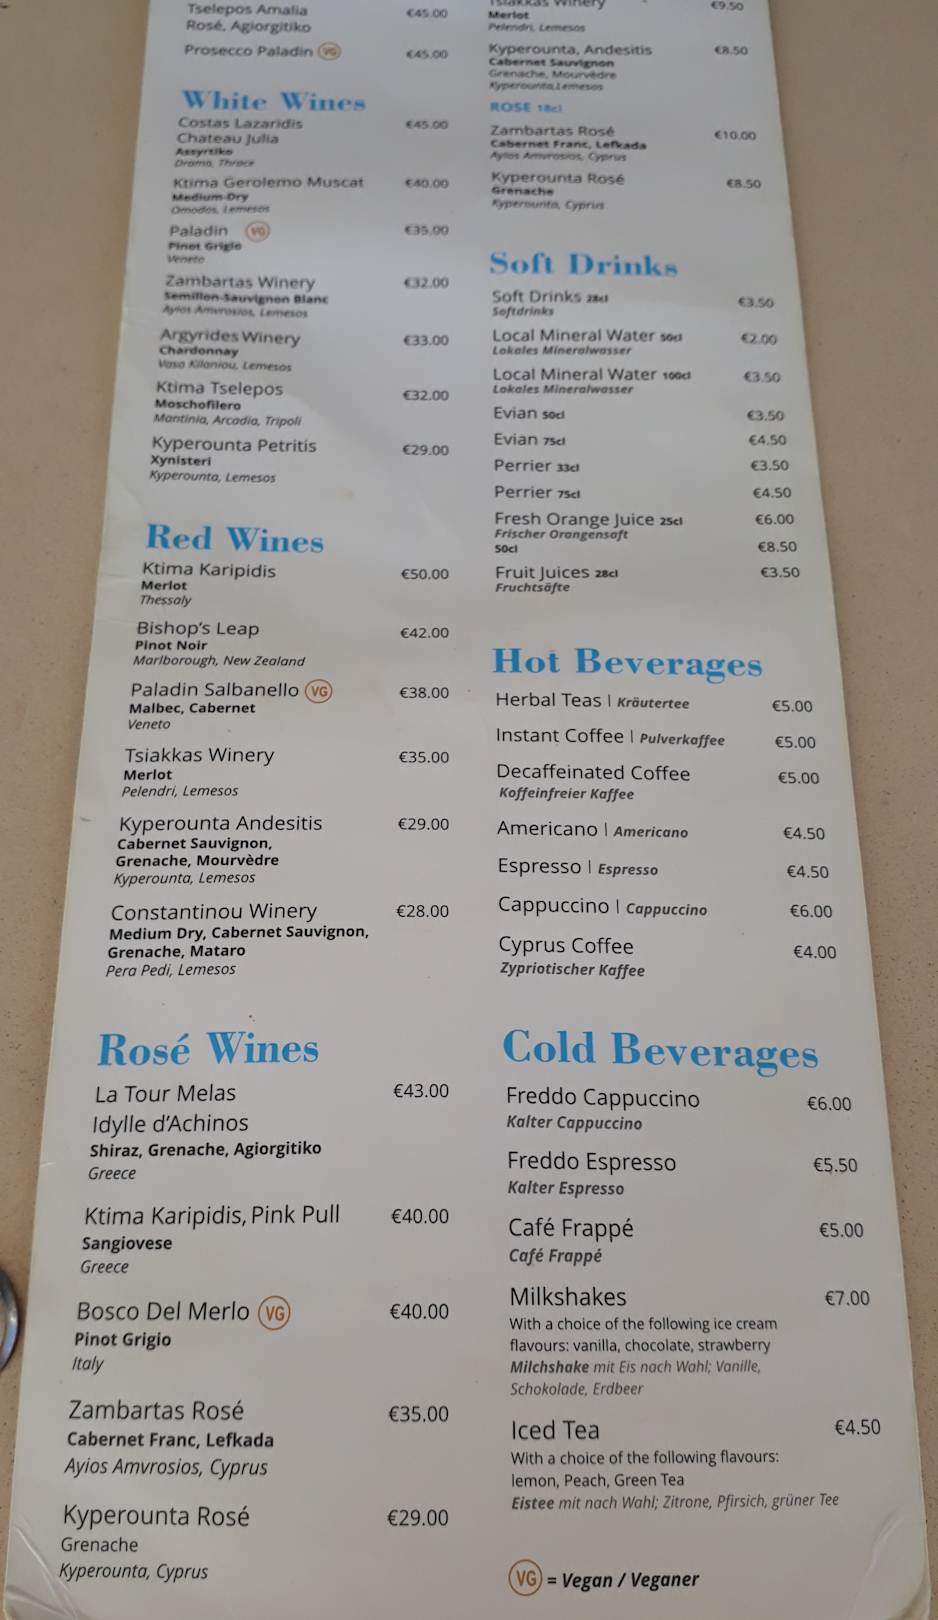 Tselepos Amalia €45.00
Rosé, Agiorgitiko
Prosecco Paladin VG €45.00
White Wines
Costas Lazaridis €45.00
Chateau Julia
Assyrtiko
Drama, Thrace
Ktima Gerolemo Muscat €40.00
Medium-Dry
Omodos, Lemesos
Paladin VG €35.00
Pinot Grigio
Veneto
Zambartas Winery €32.00
Semillon-Sauvignon Blanc
Ayios Amvrosios, Lemesos
Argyrides Winery €33.00
Chardonnay
Vasa Kilaniou, Lemesos
Ktima Tselepos €32.00
Moschofilero
Mantinia, Arcadia, Tripoli
Kyperounta Petritis €29.00
Xynisteri
Kyperounta, Lemesos
Red Wines
Ktima Karipidis €50.00
Merlot
Thessaly
Bishop's Leap €42.00
Pinot Noir
Marlborough, New Zealand
Paladin Salbanello VG €38.00
Malbec, Cabernet
Veneto
Tsiakkas Winery €35.00
Merlot
Pelendri, Lemesos
Kyperounta Andesitis €29.00
Cabernet Sauvignon,
Grenache, Mourvèdre
Kyperounta, Lemesos
Constantinou Winery €28.00
Medium Dry, Cabernet Sauvignon,
Grenache, Mataro
Pera Pedi, Lemesos
Rosé Wines
La Tour Melas €43.00
Idylle d'Achinos
Shiraz, Grenache, Agiorgitiko
Greece
Ktima Karipidis, Pink Pull €40.00
Sangiovese
Greece
Bosco Del Merlo VG €40.00
Pinot Grigio
Italy
Zambartas Rosé €35.00
Cabernet Franc, Lefkada
Ayios Amvrosios, Cyprus
Kyperounta Rosé €29.00
Grenache
Kyperounta, Cyprus
Tsiakkas Winery €9.50
Merlot
Pelendri, Lemesos
Kyperounta, Andesitis €8.50
Cabernet Sauvignon
Grenache, Mourvèdre
Kyperounta,Lemesos
ROSE 18cl
Zambartas Rosé €10.00
Cabernet Franc, Lefkada
Ayios Amvrosios, Cyprus
Kyperounta Rosé €8.50
Grenache
Kyperounta, Cyprus
Soft Drinks
Soft Drinks 28cl €3.50
Softdrinks
Local Mineral Water 50cl €2.00
Lokales Mineralwasser
Local Mineral Water 100cl €3.50
Lokales Mineralwasser
Evian 50cl €3.50
Evian 75cl €4.50
Perrier 33cl €3.50
Perrier 75cl €4.50
Fresh Orange Juice 25cl €6.00
Frischer Orangensaft
50cl €8.50
Fruit Juices 28cl €3.50
Fruchtsäfte
Hot Beverages
Herbal Teas | Kräutertee €5.00
Instant Coffee | Pulverkaffee €5.00
Decaffeinated Coffee €5.00
Koffeinfreier Kaffee
Americano | Americano €4.50
Espresso | Espresso €4.50
Cappuccino | Cappuccino €6.00
Cyprus Coffee €4.00
Zypriotischer Kaffee
Cold Beverages
Freddo Cappuccino €6.00
Kalter Cappuccino
Freddo Espresso €5.50
Kalter Espresso
Café Frappé €5.00
Café Frappé
Milkshakes €7.00
With a choice of the following ice cream
flavours: vanilla, chocolate, strawberry
Milchshake mit Eis nach Wahl; Vanille,
Schokolade, Erdbeer
Iced Tea €4.50
With a choice of the following flavours:
lemon, Peach, Green Tea
Eistee mit nach Wahl; Zitrone, Pfirsich, grüner Tee
VG = Vegan / Veganer